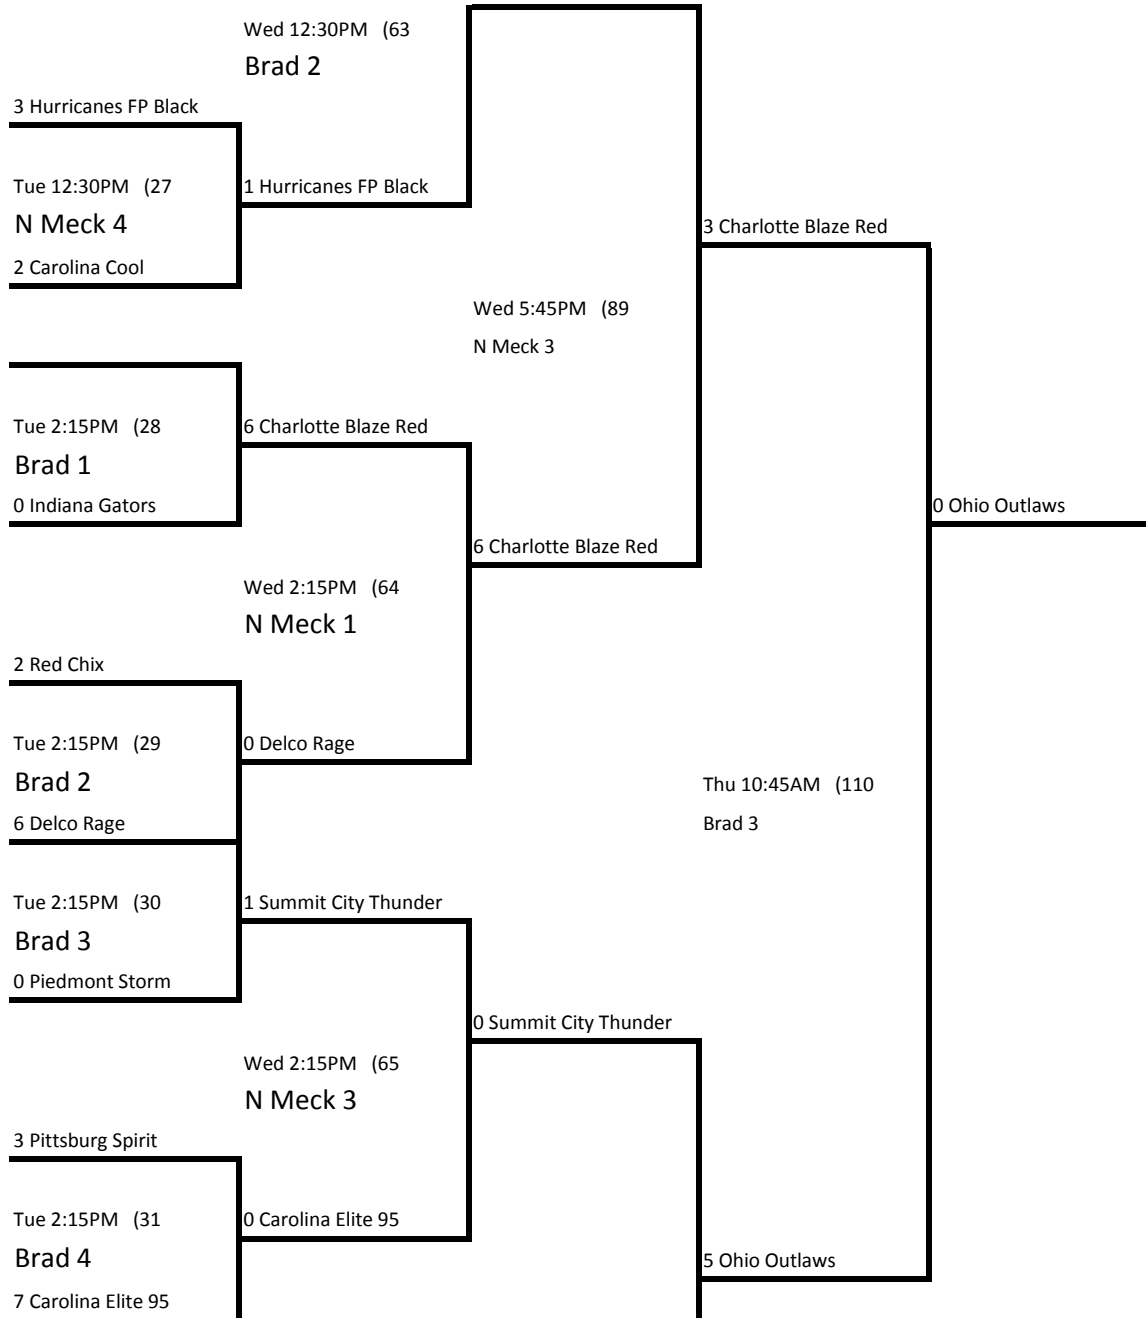 Wed 12:30PM (63
Brad 2
3 Hurricanes FP Black
Tue 12:30PM (27
N Meck 4
1 Hurricanes FP Black
2 Carolina Cool
3 Charlotte Blaze Red
Wed 5:45PM (89
N Meck 3
Tue 2:15PM (28
Brad 1
6 Charlotte Blaze Red
0 Indiana Gators
0 Ohio Outlaws
6 Charlotte Blaze Red
Wed 2:15PM (64
N Meck 1
2 Red Chix
Tue 2:15PM (29
Brad 2
0 Delco Rage
6 Delco Rage
Thu 10:45AM (110
Brad 3
Tue 2:15PM (30
Brad 3
1 Summit City Thunder
0 Piedmont Storm
0 Summit City Thunder
Wed 2:15PM (65
N Meck 3
3 Pittsburg Spirit
Tue 2:15PM (31
Brad 4
0 Carolina Elite 95
5 Ohio Outlaws
7 Carolina Elite 95